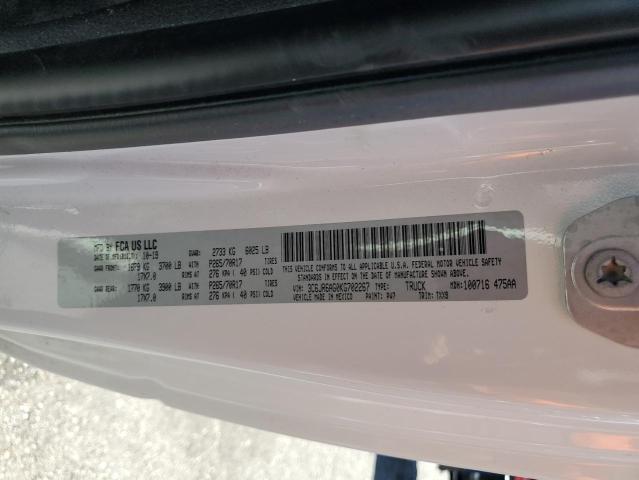 MFD BY FCA US LLC
DATE OF MFR: 10-19 GVWR: 2733 KG 6025 LB
1679 KG 3700 LB WITH P265/70R17 TIRES
17X7.0 RIMS AT 276 KPA ( 40 PSI) COLD
GAWR REAR: 1770 KG 3900 LB WITH P265/70R17 TIRES
17X7.0 RIMS AT 276 KPA ( 40 PSI) COLD
THIS VEHICLE CONFORMS TO ALL APPLICABLE U.S.A. FEDERAL MOTOR VEHICLE SAFETY
STANDARDS IN EFFECT ON THE DATE OF MANUFACTURE SHOWN ABOVE.
VIN: 3C6JR6AG0KG702267 TYPE: TRUCK MDH: 100716 475AA
MADE IN MEXICO PAINT: PW7 TRIM: TXX9